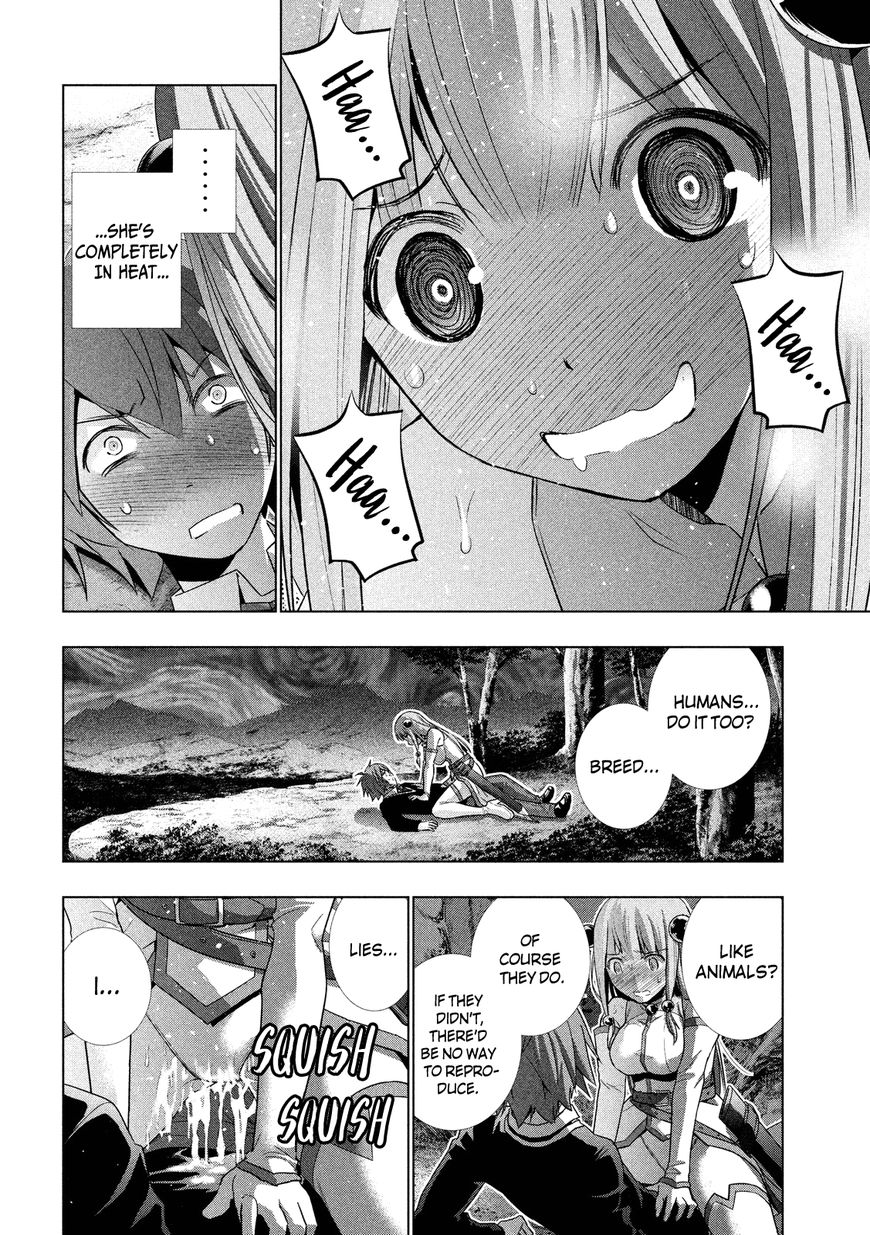 Haa...
Haa...
Haa...
......
...SHE'S
COMPLETELY
IN HEAT...
HUMANS...
DO IT TOO?
BREED...
LIKE
ANIMALS?
OF
COURSE
THEY DO.
IF THEY
DIDN'T,
THERE'D
BE NO WAY
TO REPRO-
DUCE.
LIES...
I...
SQUISH
SQUISH